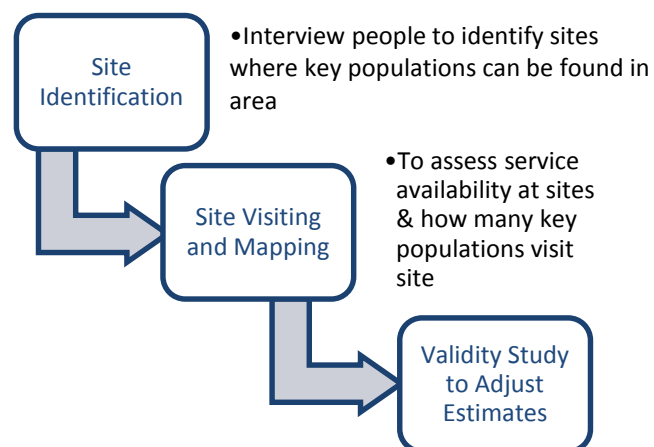 Site
Identification
•Interview people to identify sites
where key populations can be found in
area
Site Visiting
and Mapping
•To assess service
availability at sites
& how many key
populations visit
site
Validity Study
to Adjust
Estimates